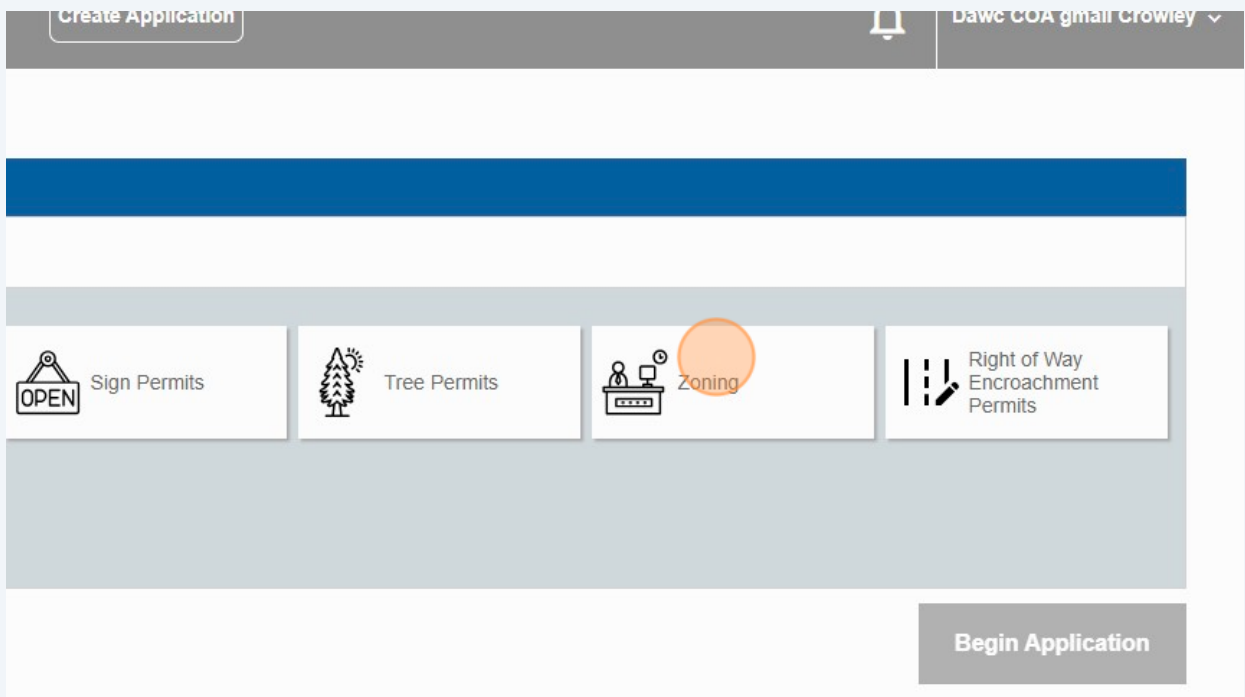 Create Application
Dawc COA gmail Crowley
OPEN
Sign Permits
Tree Permits
Zoning
Right of Way
Encroachment
Permits
Begin Application